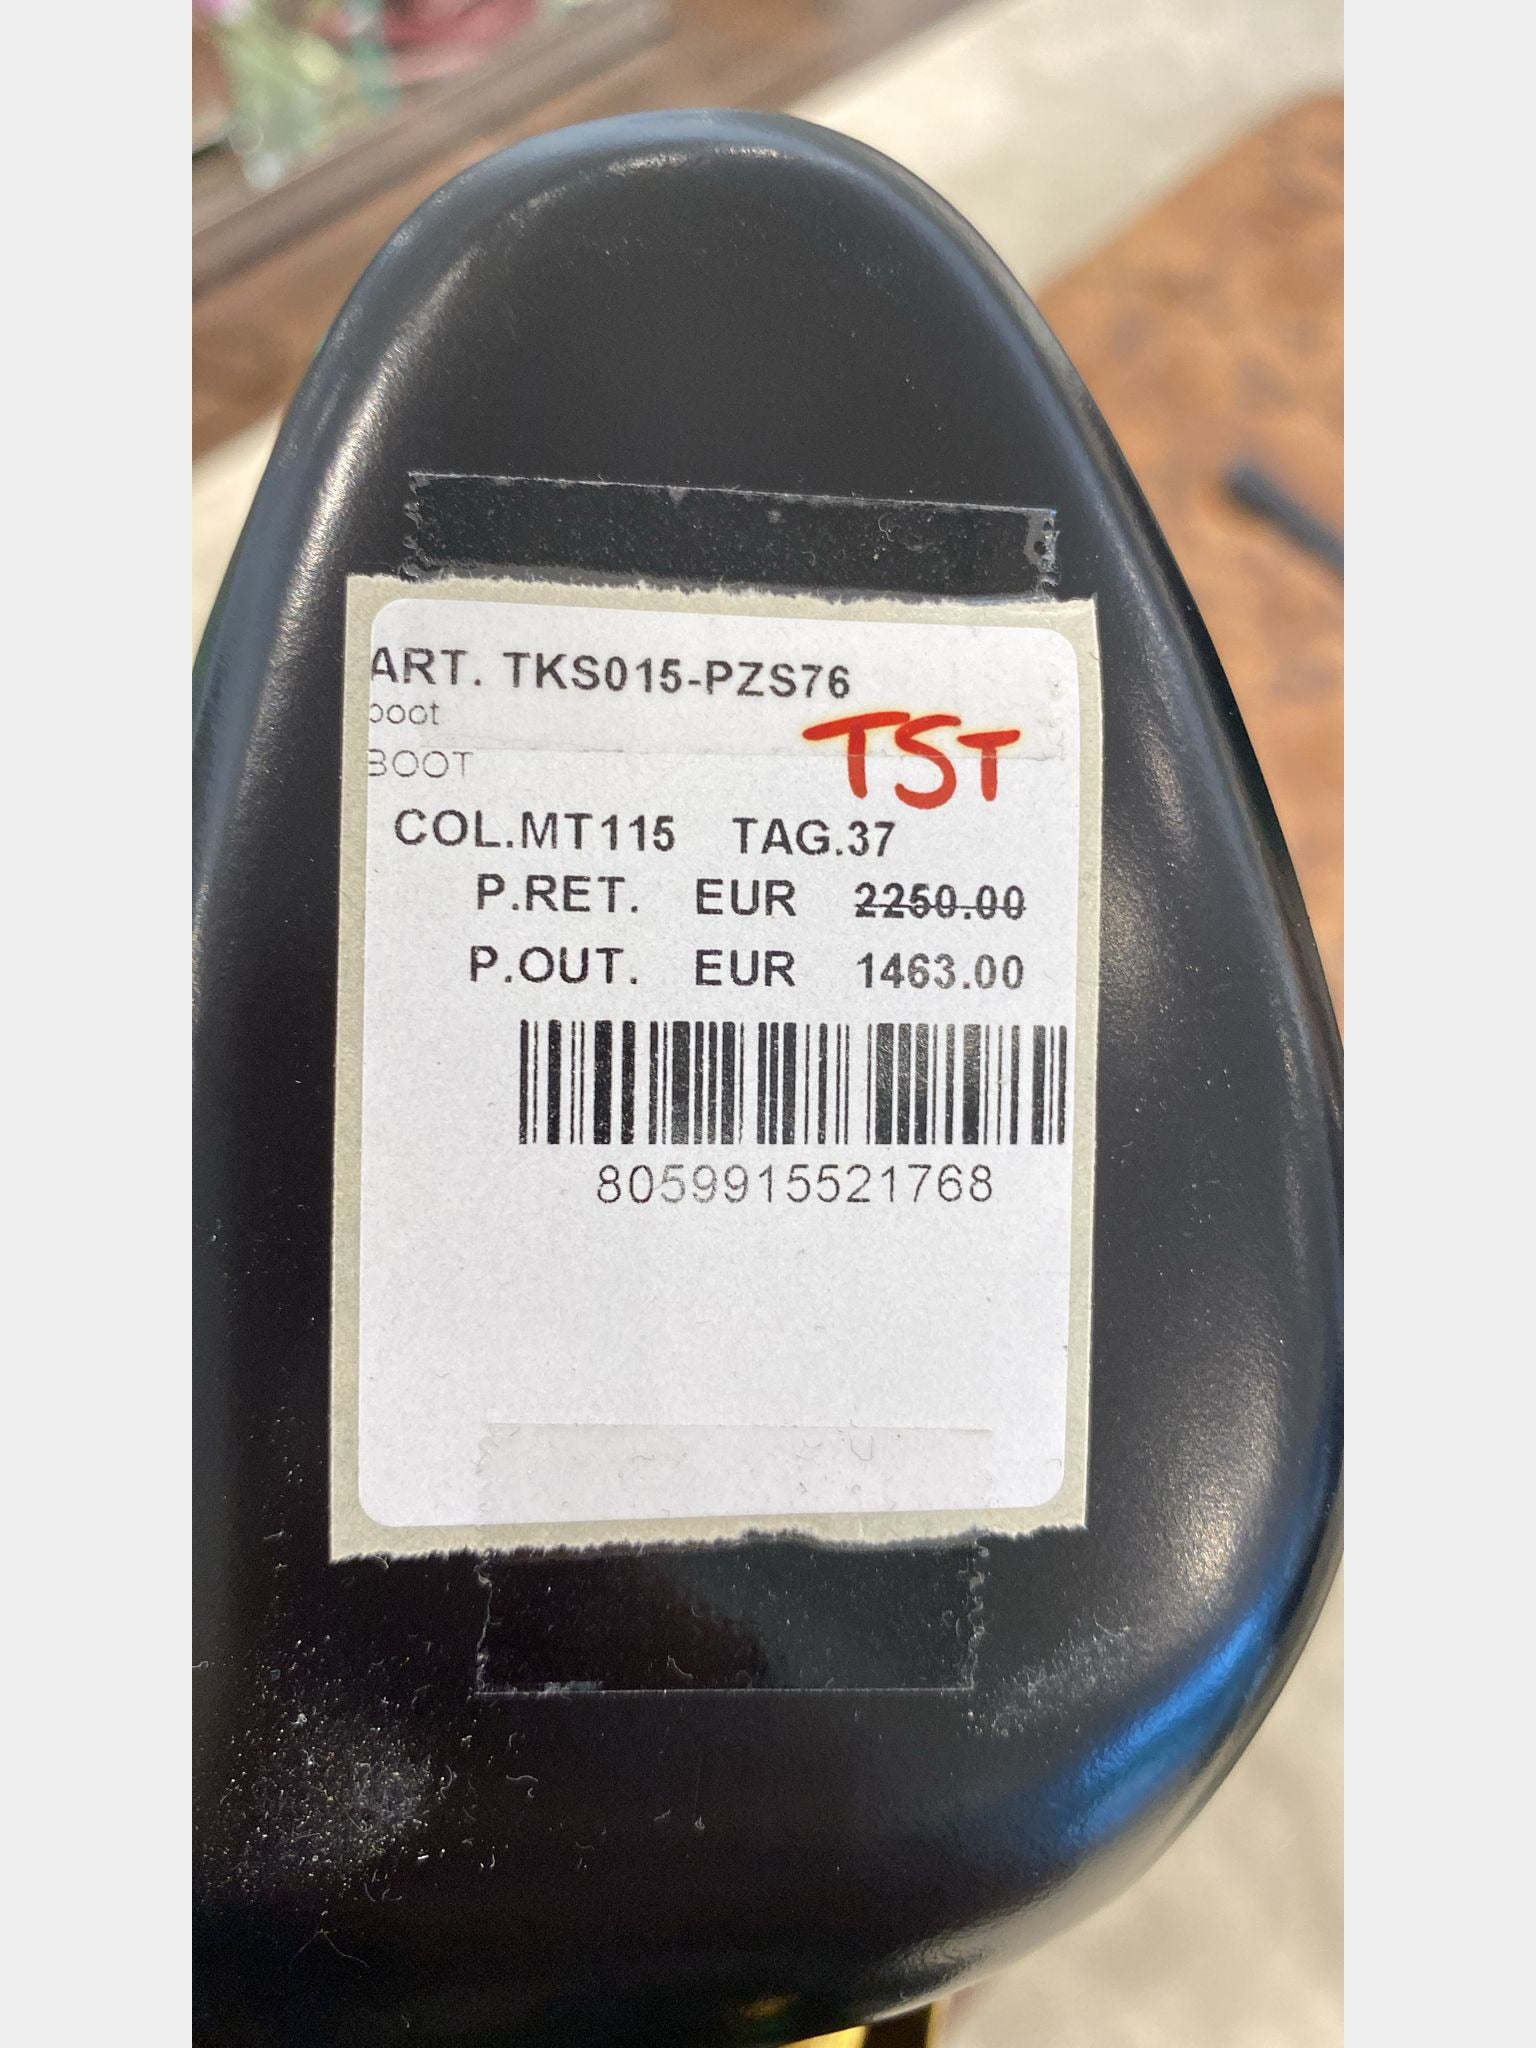 ART. TKS015-PZS76
boot
TST
BOOT
COL.MT115 TAG.37
P.RET. EUR 2250.00
P.OUT. EUR 1463.00
8059915521768